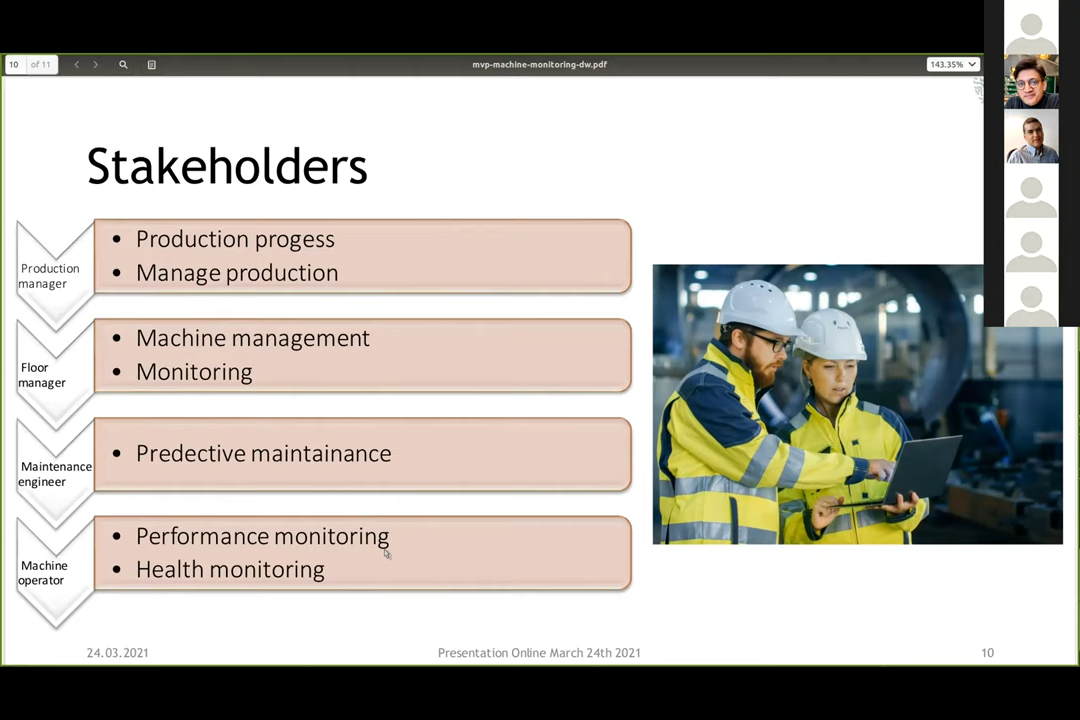 10 of 11
mvp-machine-monitoring-dw.pdf
143.35%
Stakeholders
Production
manager
• Production progess
• Manage production
Floor
manager
• Machine management
• Monitoring
Maintenance
engineer
• Predective maintainance
Machine
operator
• Performance monitoring
• Health monitoring
24.03.2021
Presentation Online March 24th 2021
10